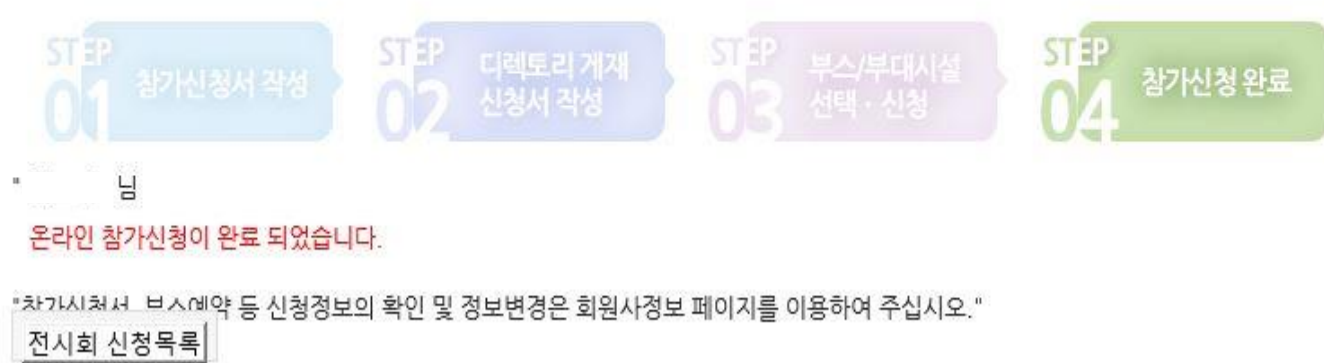 STEP 01 참가신청서 작성
STEP 02 디렉토리 게재
신청서 작성
STEP 03 부스/부대시설
선택 · 신청
STEP 04 참가신청 완료
" 님
온라인 참가신청이 완료 되었습니다.
"참가신청서, 부스예약 등 신청정보의 확인 및 정보변경은 회원사정보 페이지를 이용하여 주십시오."
전시회 신청목록